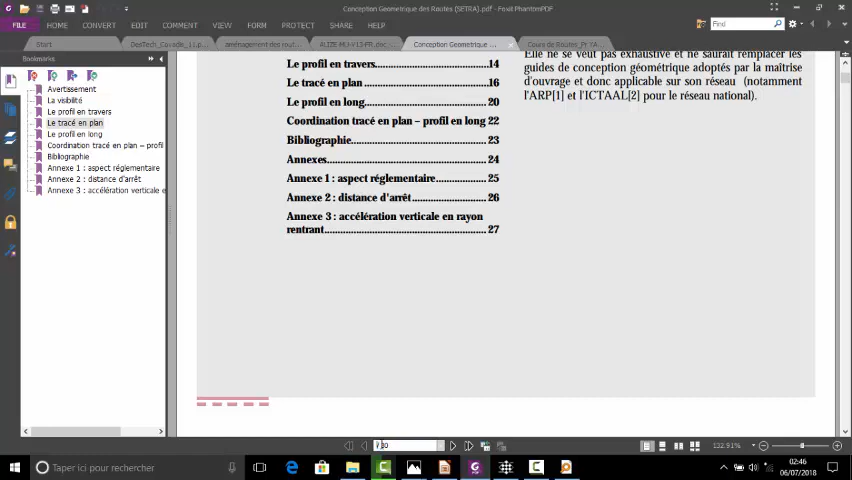 Conception Geometrique des Routes (SETRA).pdf - Foxit PhantomPDF
FILE HOME CONVERT EDIT COMMENT VIEW FORM PROTECT SHARE HELP
Find
Start
aménagement des rout...
Conception Geometrique ...
Cours de Routes_Pr TA...
Bookmarks
Avertissement
La visibilité
Le profil en travers
Le tracé en plan
Le profil en long
Coordination tracé en plan – profil
Bibliographie
Annexe 1 : aspect réglementaire
Annexe 2 : distance d'arrêt
Annexe 3 : accélération verticale e
Le profil en travers.............................. 14
Le tracé en plan .................................. 16
Le profil en long.................................. 20
Coordination tracé en plan – profil en long 22
Bibliographie....................................... 23
Annexes............................................... 24
Annexe 1 : aspect réglementaire................ 25
Annexe 2 : distance d'arrêt ........................ 26
Annexe 3 : accélération verticale en rayon
rentrant................................................ 27
Elle ne se veut pas exhaustive et ne saurait remplacer les
guides de conception géométrique adoptés par la maîtrise
d'ouvrage et donc applicable sur son réseau (notamment
l'ARP[1] et l'ICTAAL[2] pour le réseau national).
132.91%
Taper ici pour rechercher
02:46
06/07/2018